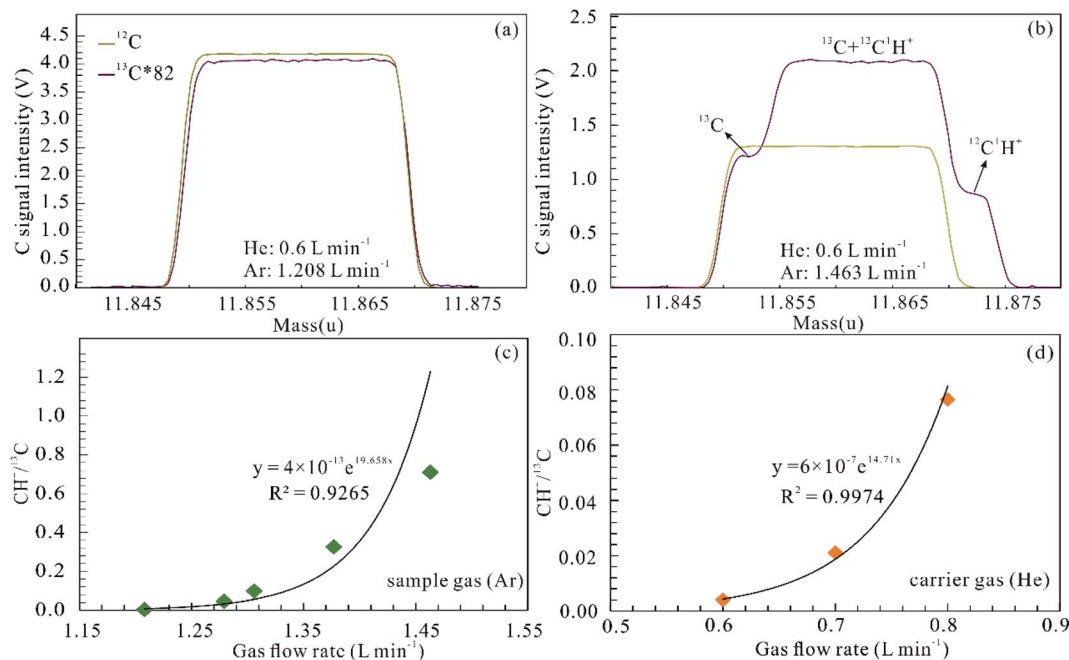 (a)
¹²C
¹³C*82
C signal intensity (V)
5.0
4.5
4.0
3.5
3.0
2.5
2.0
1.5
1.0
0.5
0.0
He: 0.6 L min⁻¹
Ar: 1.208 L min⁻¹
11.845 11.855 11.865 11.875
Mass(u)
(b)
¹³C+¹²C¹H⁺
¹³C
¹²C¹H⁺
C signal intensity (V)
2.5
2.0
1.5
1.0
0.5
0.0
He: 0.6 L min⁻¹
Ar: 1.463 L min⁻¹
11.845 11.855 11.865 11.875
Mass(u)
(c)
CH⁻/¹³C
1.2
1.0
0.8
0.6
0.4
0.2
0.0
y = 4×10⁻¹³e¹⁹·⁶⁵⁸ˣ
R² = 0.9265
sample gas (Ar)
1.15 1.25 1.35 1.45 1.55
Gas flow rate (L min⁻¹)
(d)
CH⁻/¹³C
0.10
0.08
0.06
0.04
0.02
0.00
y =6×10⁻⁷e¹⁴·⁷¹ˣ
R² = 0.9974
carrier gas (He)
0.5 0.6 0.7 0.8 0.9
Gas flow rate (L min⁻¹)